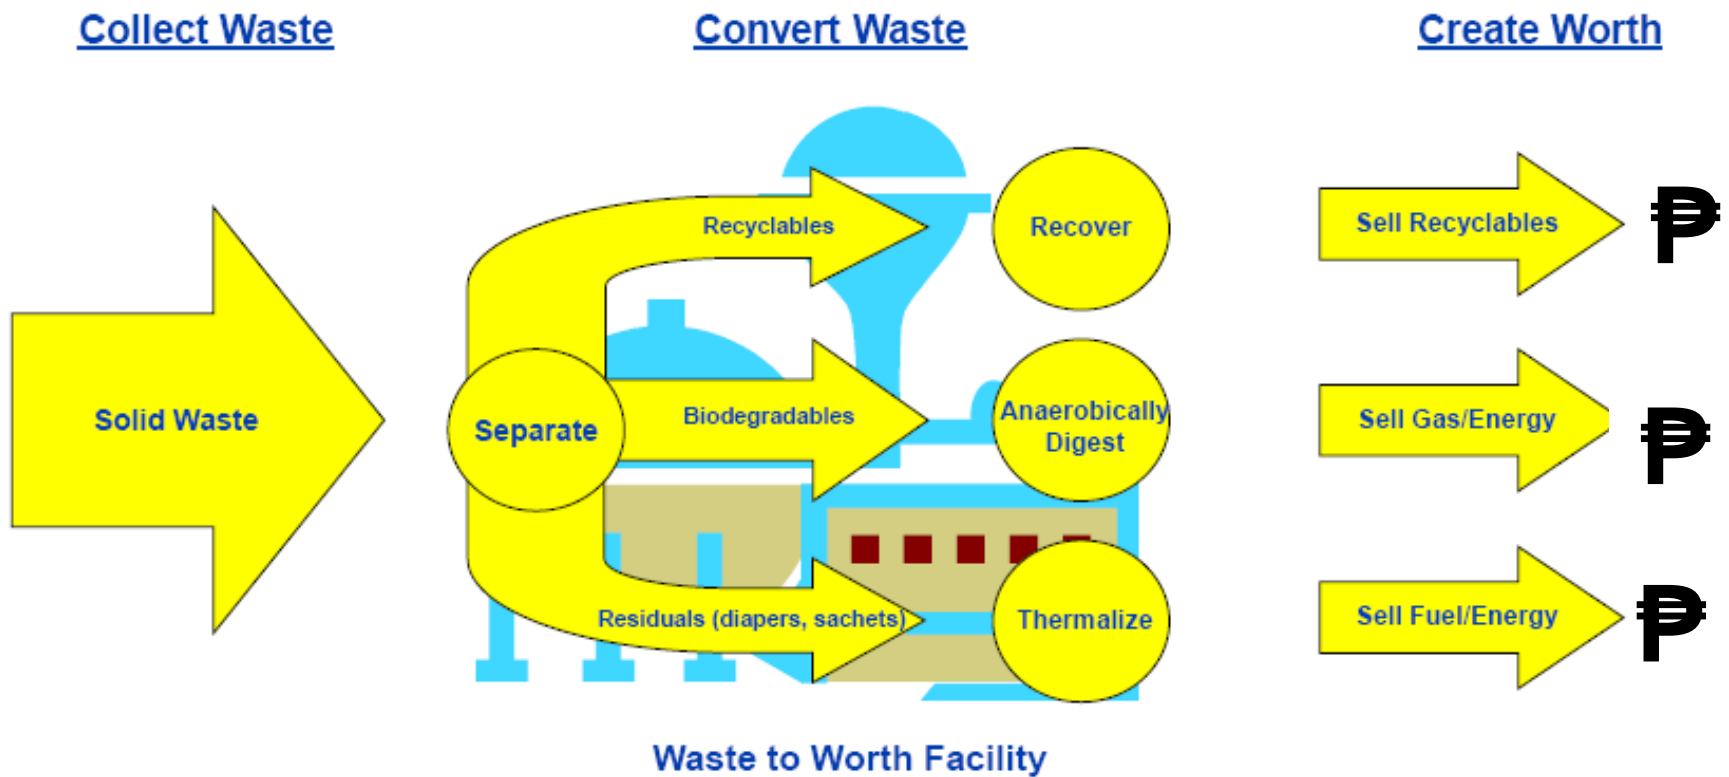 Collect Waste
Convert Waste
Create Worth
Solid Waste
Separate
Recyclables
Recover
Sell Recyclables
₱
Biodegradables
Anaerobically
Digest
Sell Gas/Energy
₱
Residuals (diapers, sachets)
Thermalize
Sell Fuel/Energy
₱
Waste to Worth Facility